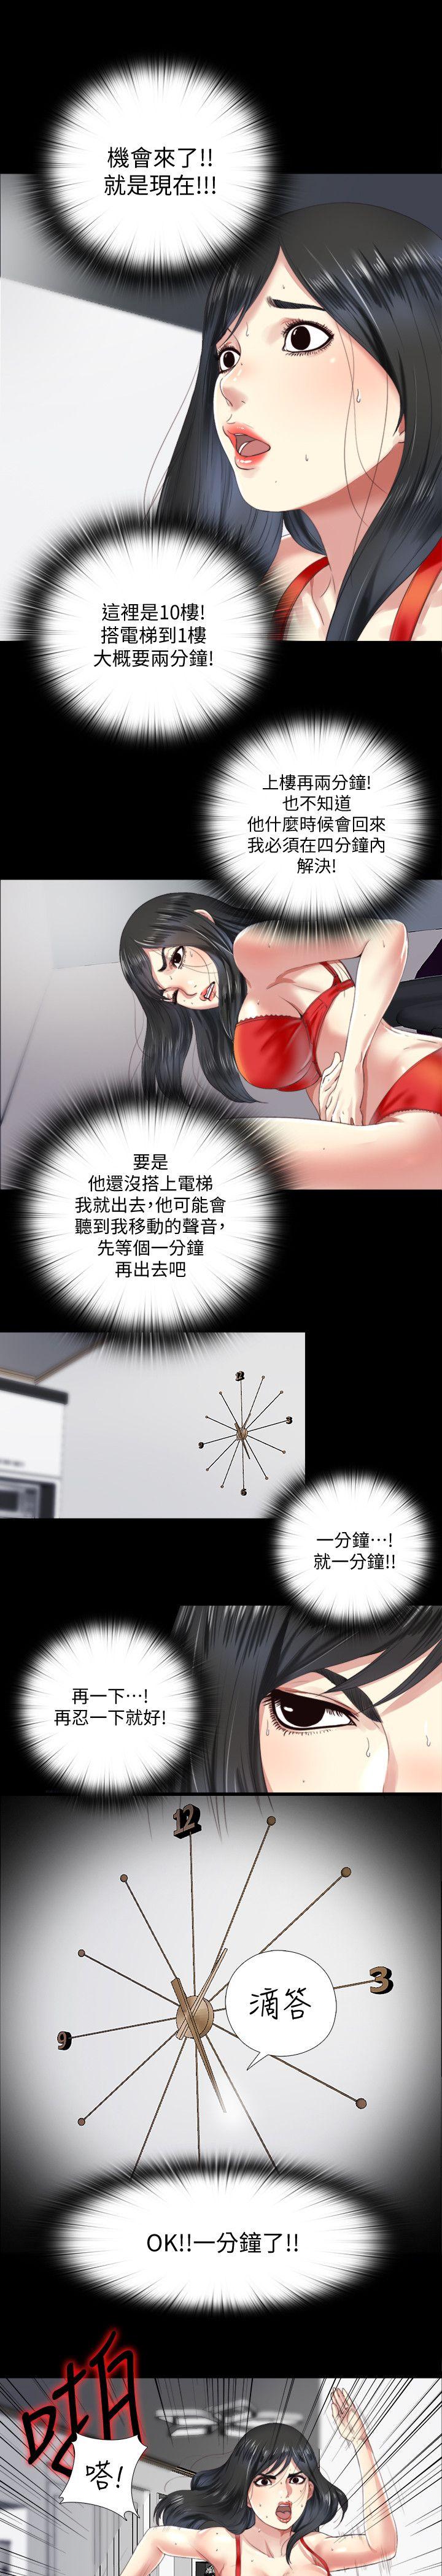 機會來了!!
就是現在!!!
這裡是10樓!
搭電梯到1樓
大概要兩分鐘!
上樓再兩分鐘!
也不知道
他什麼時候會回來
我必須在四分鐘內
解決!
要是
他還沒搭上電梯
我就出去,他可能會
聽到我移動的聲音,
先等個一分鐘
再出去吧
12
3
9
6
一分鐘…!
就一分鐘!!
再一下…!
再忍一下就好!
12
3
9
滴答
OK!!一分鐘了!!
啪
嗒!